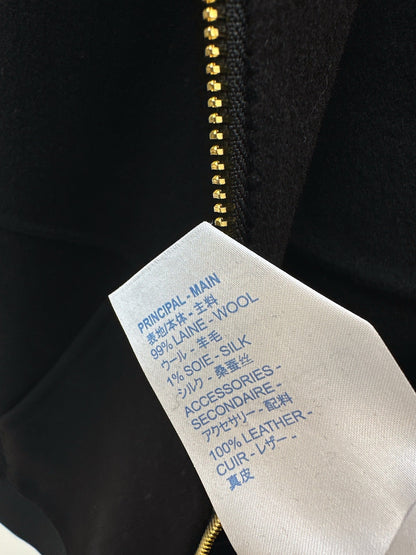 PRINCIPAL - MAIN
表地/本体 - 主料
99% LAINE - WOOL
ウール - 羊毛
1% SOIE - SILK
シルク - 桑蚕丝
ACCESSORIES -
SECONDAIRE -
アクセサリー - 配料
100% LEATHER -
CUIR - レザー -
真皮